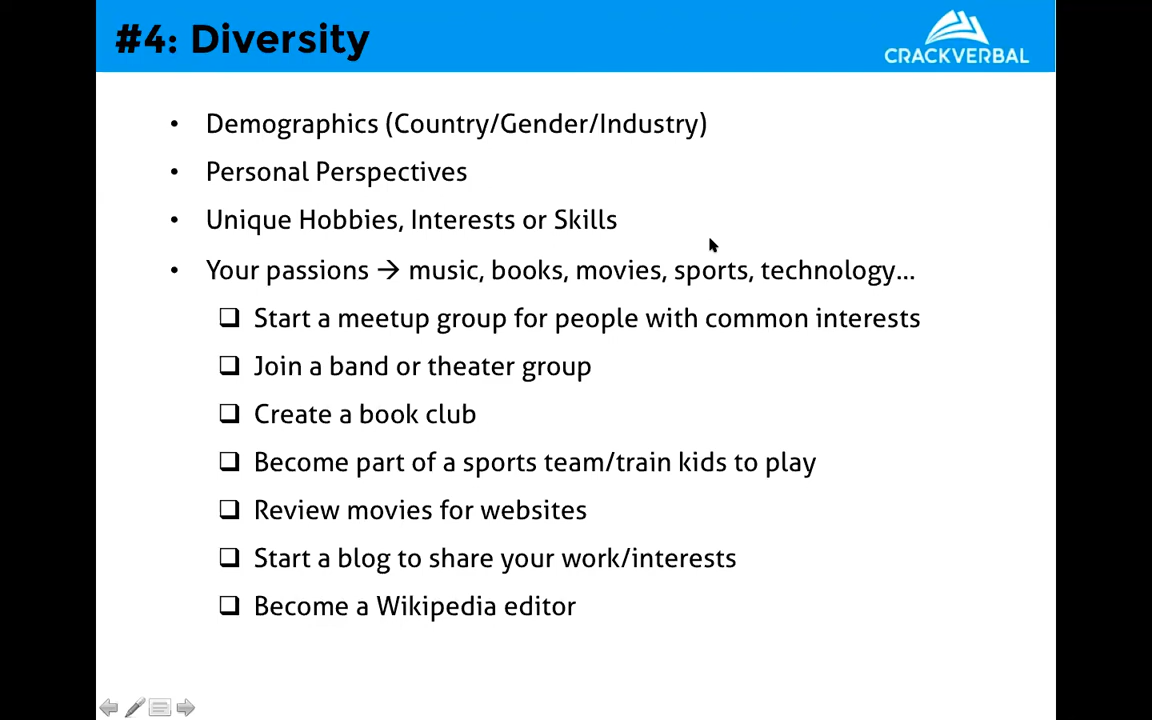 #4: Diversity
CRACKVERBAL
• Demographics (Country/Gender/Industry)
• Personal Perspectives
• Unique Hobbies, Interests or Skills
• Your passions → music, books, movies, sports, technology...
❑ Start a meetup group for people with common interests
❑ Join a band or theater group
❑ Create a book club
❑ Become part of a sports team/train kids to play
❑ Review movies for websites
❑ Start a blog to share your work/interests
❑ Become a Wikipedia editor